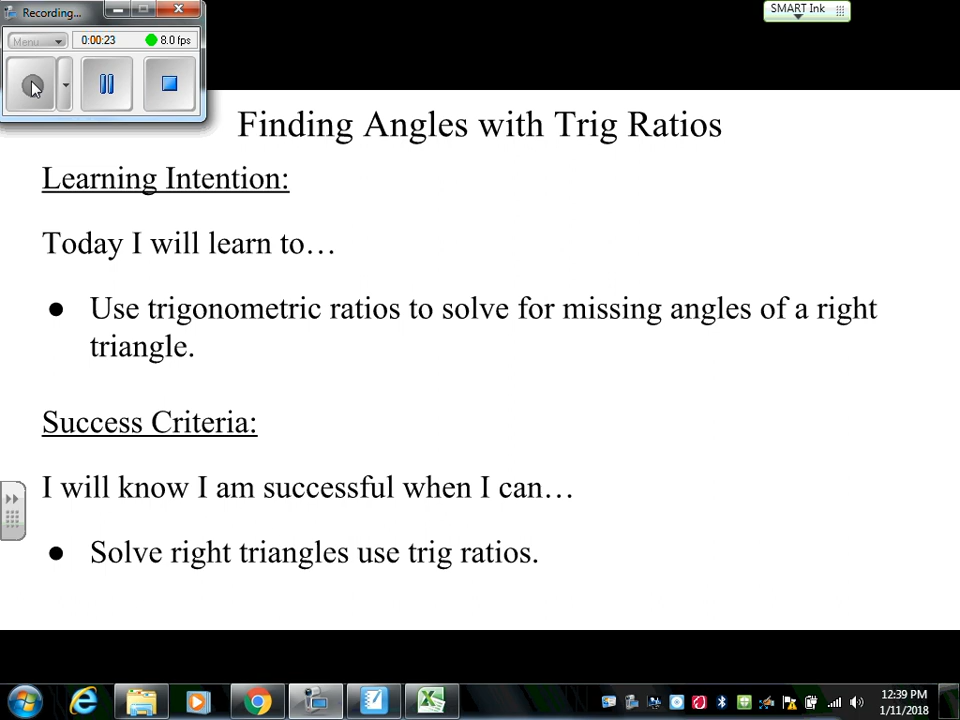 Recording...
SMART Ink
Menu
0:00:23
8.0 fps
Finding Angles with Trig Ratios
Learning Intention:
Today I will learn to…
● Use trigonometric ratios to solve for missing angles of a right
triangle.
Success Criteria:
I will know I am successful when I can…
● Solve right triangles use trig ratios.
12:39 PM
1/11/2018